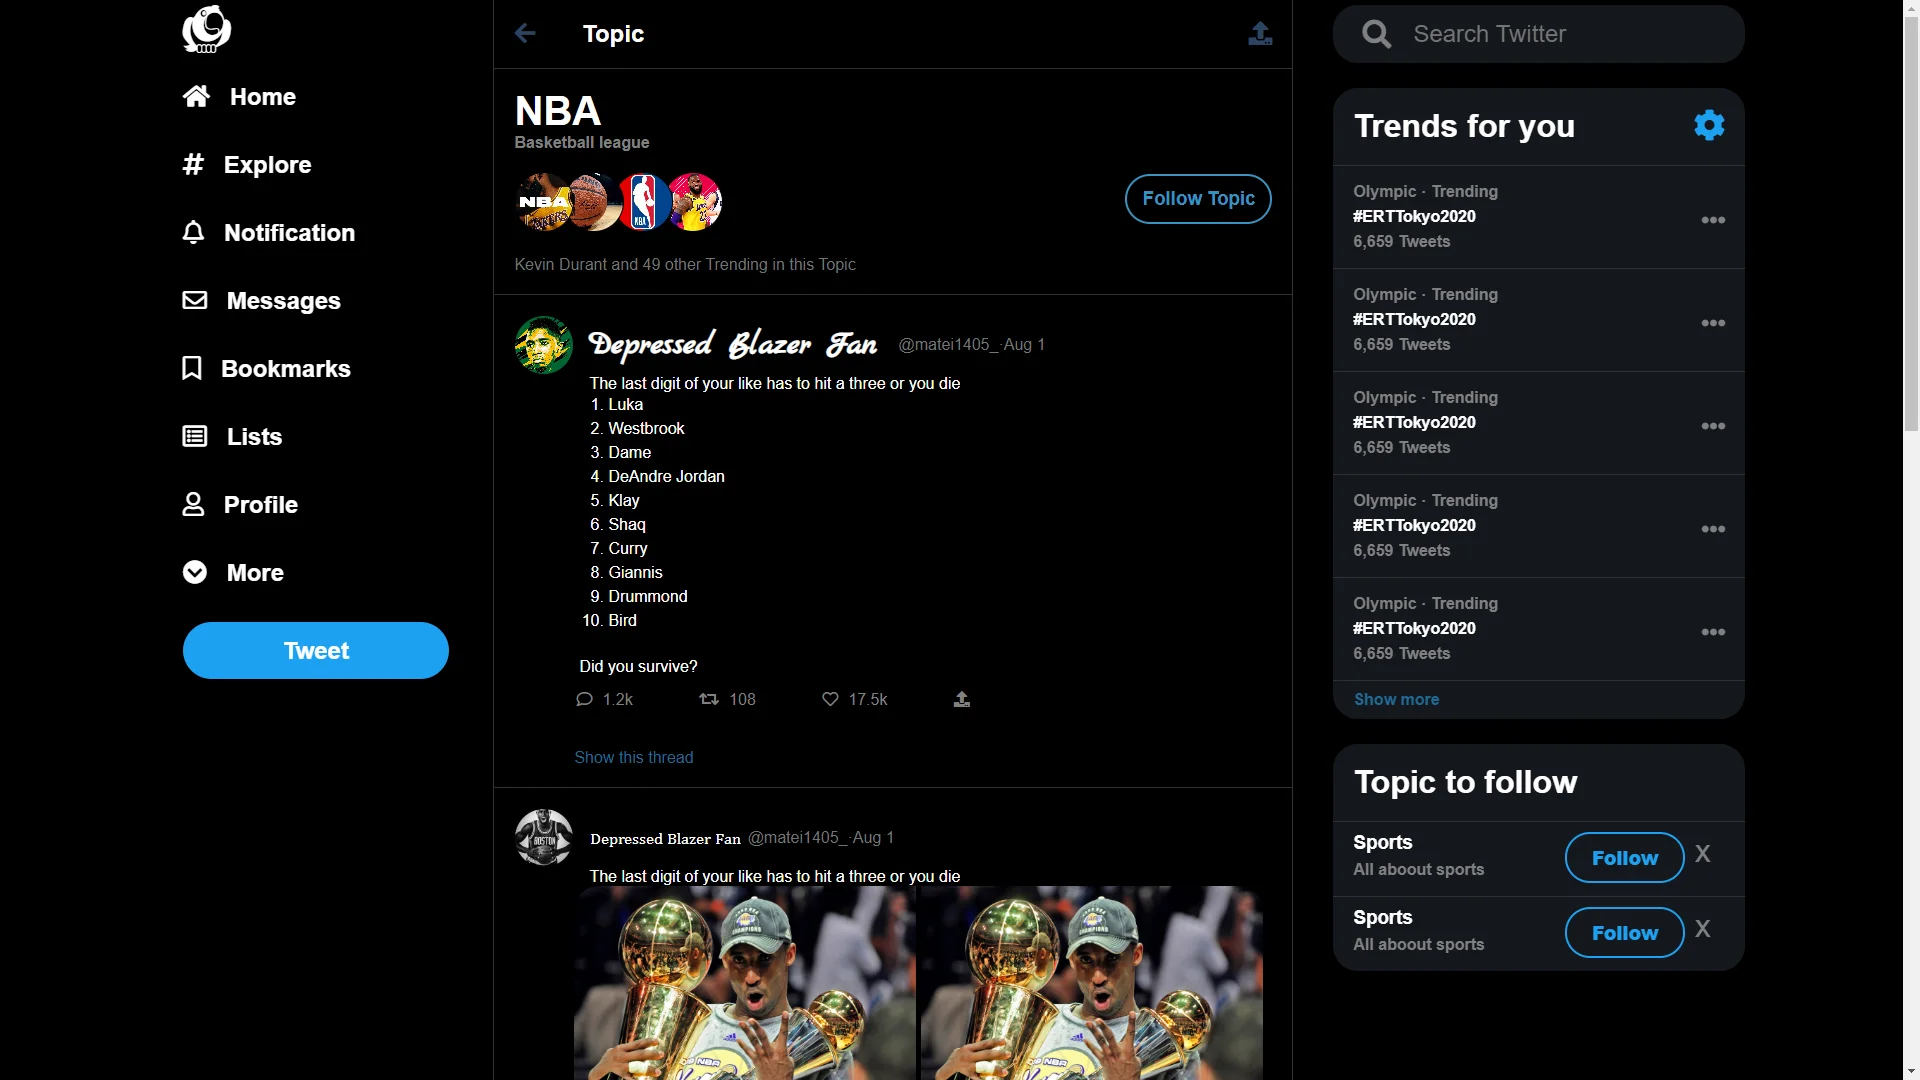 Home
Explore
Notification
Messages
Bookmarks
Lists
Profile
More
Tweet
Topic
NBA
Basketball league
NBA
NBA
Follow Topic
Kevin Durant and 49 other Trending in this Topic
Depressed Blazer Fan @matei1405_·Aug 1
The last digit of your like has to hit a three or you die
1. Luka
2. Westbrook
3. Dame
4. DeAndre Jordan
5. Klay
6. Shaq
7. Curry
8. Giannis
9. Drummond
10. Bird
Did you survive?
1.2k 108 17.5k
Show this thread
BOSTON
Depressed Blazer Fan @matei1405_·Aug 1
The last digit of your like has to hit a three or you die
CHAMPIONS
NBA
CHAMPIONS
NBA
Search Twitter
Trends for you
Olympic · Trending
#ERTTokyo2020
6,659 Tweets
Olympic · Trending
#ERTTokyo2020
6,659 Tweets
Olympic · Trending
#ERTTokyo2020
6,659 Tweets
Olympic · Trending
#ERTTokyo2020
6,659 Tweets
Olympic · Trending
#ERTTokyo2020
6,659 Tweets
Show more
Topic to follow
Sports
All aboout sports
Follow X
Sports
All aboout sports
Follow X